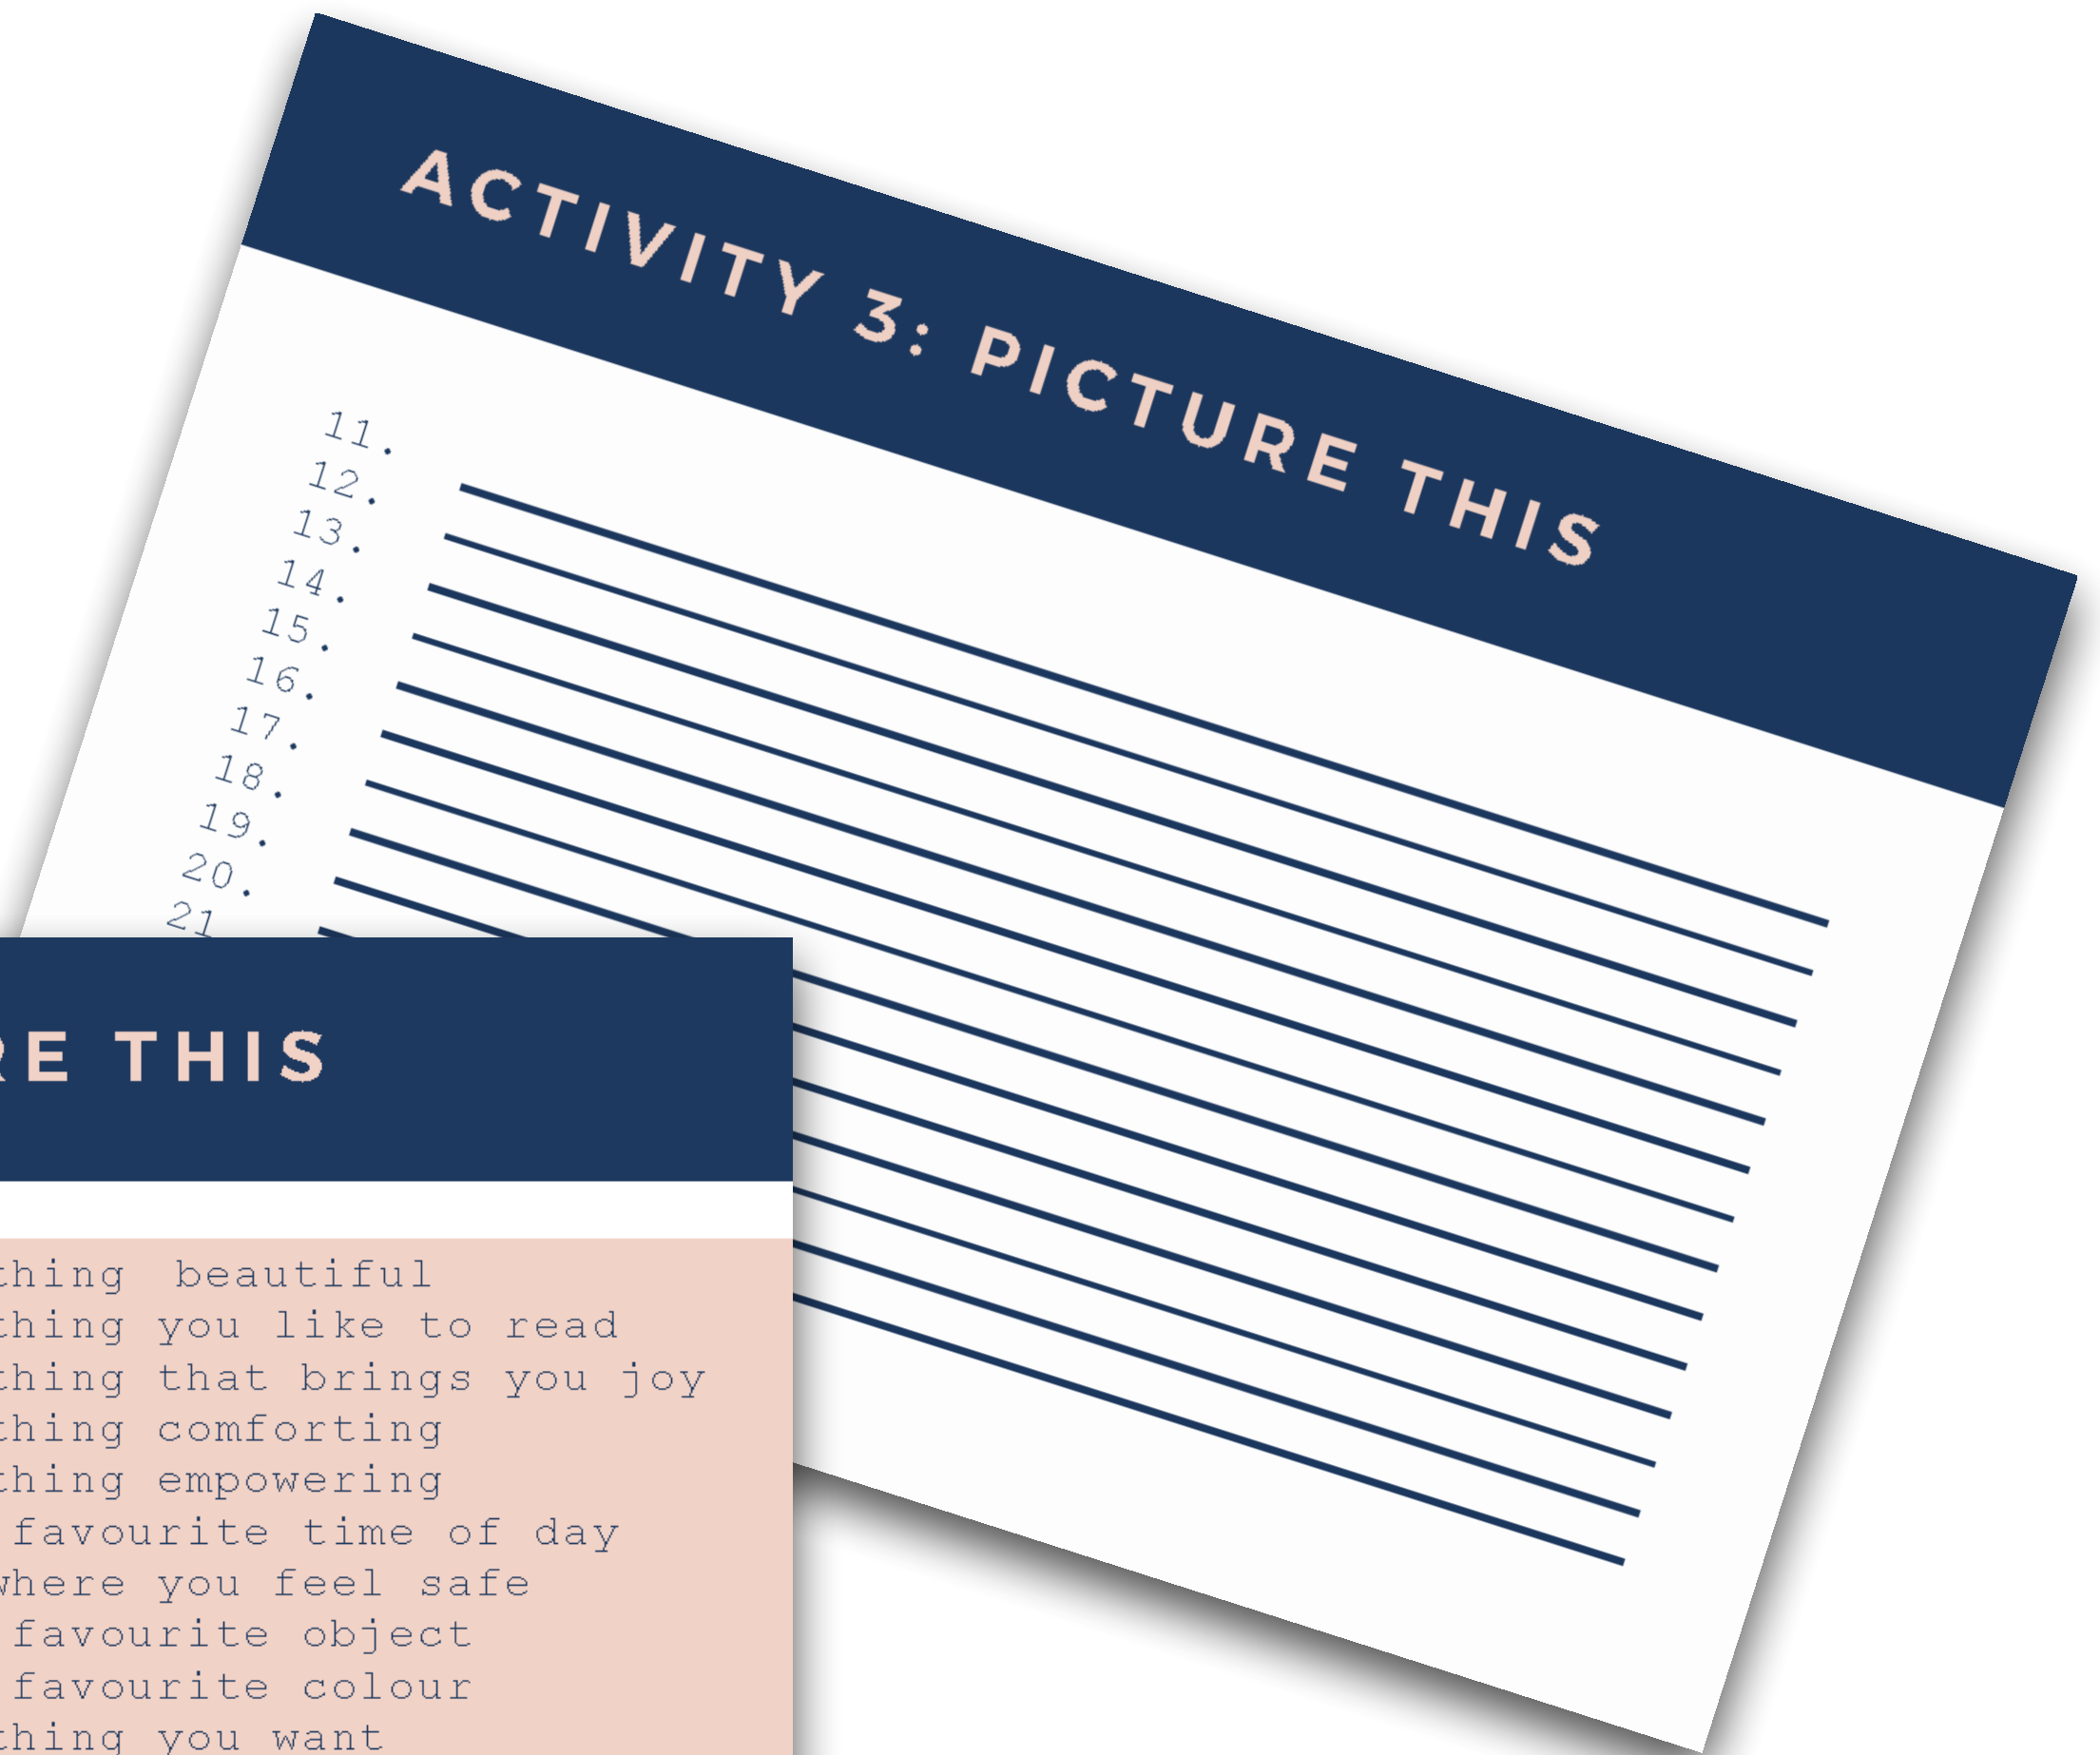 ACTIVITY 3: PICTURE THIS
11.
12.
13.
14.
15.
16.
17.
18.
19.
20.
21
RE THIS
thing beautiful
thing you like to read
thing that brings you joy
thing comforting
thing empowering
favourite time of day
where you feel safe
favourite object
favourite colour
thing you want